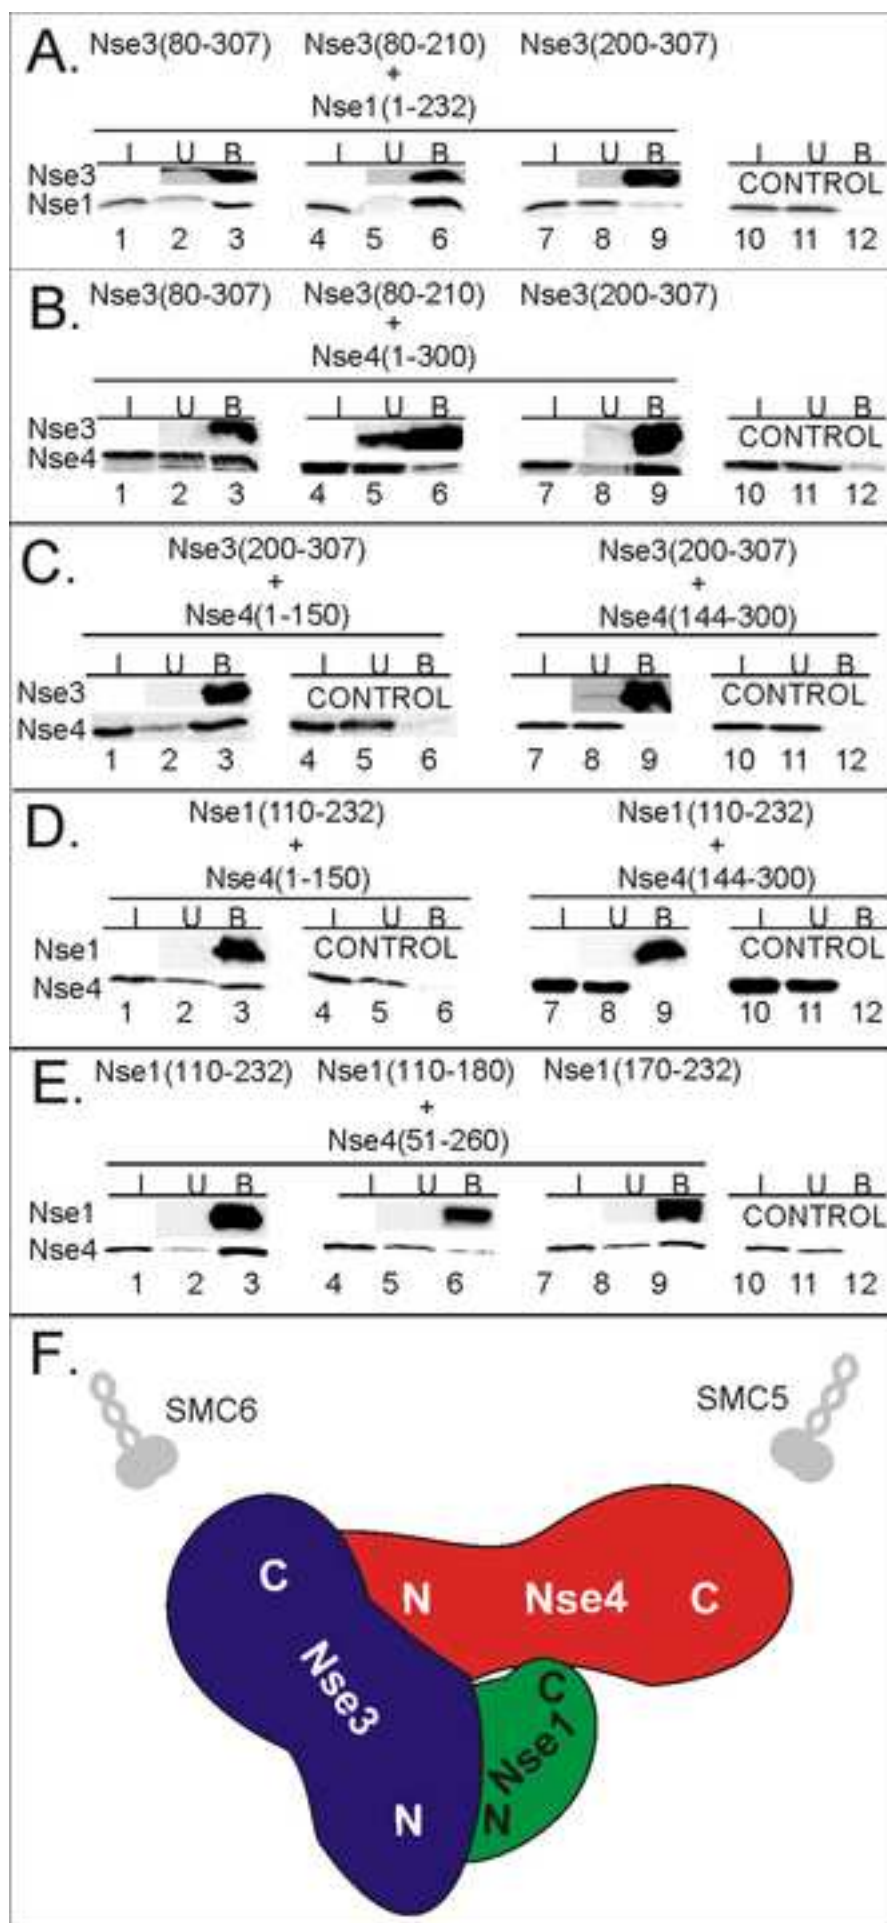 A. Nse3(80-307) Nse3(80-210) Nse3(200-307)
+
Nse1(1-232)
I U B I U B I U B I U B
Nse3 CONTROL
Nse1
1 2 3 4 5 6 7 8 9 10 11 12
B. Nse3(80-307) Nse3(80-210) Nse3(200-307)
+
Nse4(1-300)
I U B I U B I U B I U B
Nse3 CONTROL
Nse4
1 2 3 4 5 6 7 8 9 10 11 12
C. Nse3(200-307) Nse3(200-307)
+ +
Nse4(1-150) Nse4(144-300)
I U B I U B I U B I U B
Nse3 CONTROL CONTROL
Nse4
1 2 3 4 5 6 7 8 9 10 11 12
D. Nse1(110-232) Nse1(110-232)
+ +
Nse4(1-150) Nse4(144-300)
I U B I U B I U B I U B
Nse1 CONTROL CONTROL
Nse4
1 2 3 4 5 6 7 8 9 10 11 12
E. Nse1(110-232) Nse1(110-180) Nse1(170-232)
+
Nse4(51-260)
I U B I U B I U B I U B
Nse1 CONTROL
Nse4
1 2 3 4 5 6 7 8 9 10 11 12
F.
SMC6 SMC5
C N Nse4 C
Nse3 C
Nse1
N N